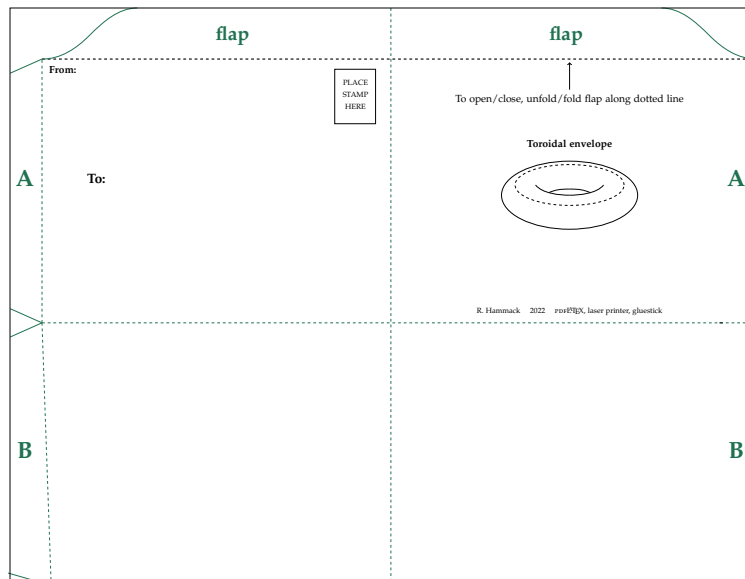 flap flap
From:
PLACE
STAMP
HERE
To open/close, unfold/fold flap along dotted line
Toroidal envelope
A To: A
R. Hammack 2022 PDFLATEX, laser printer, gluestick
B B